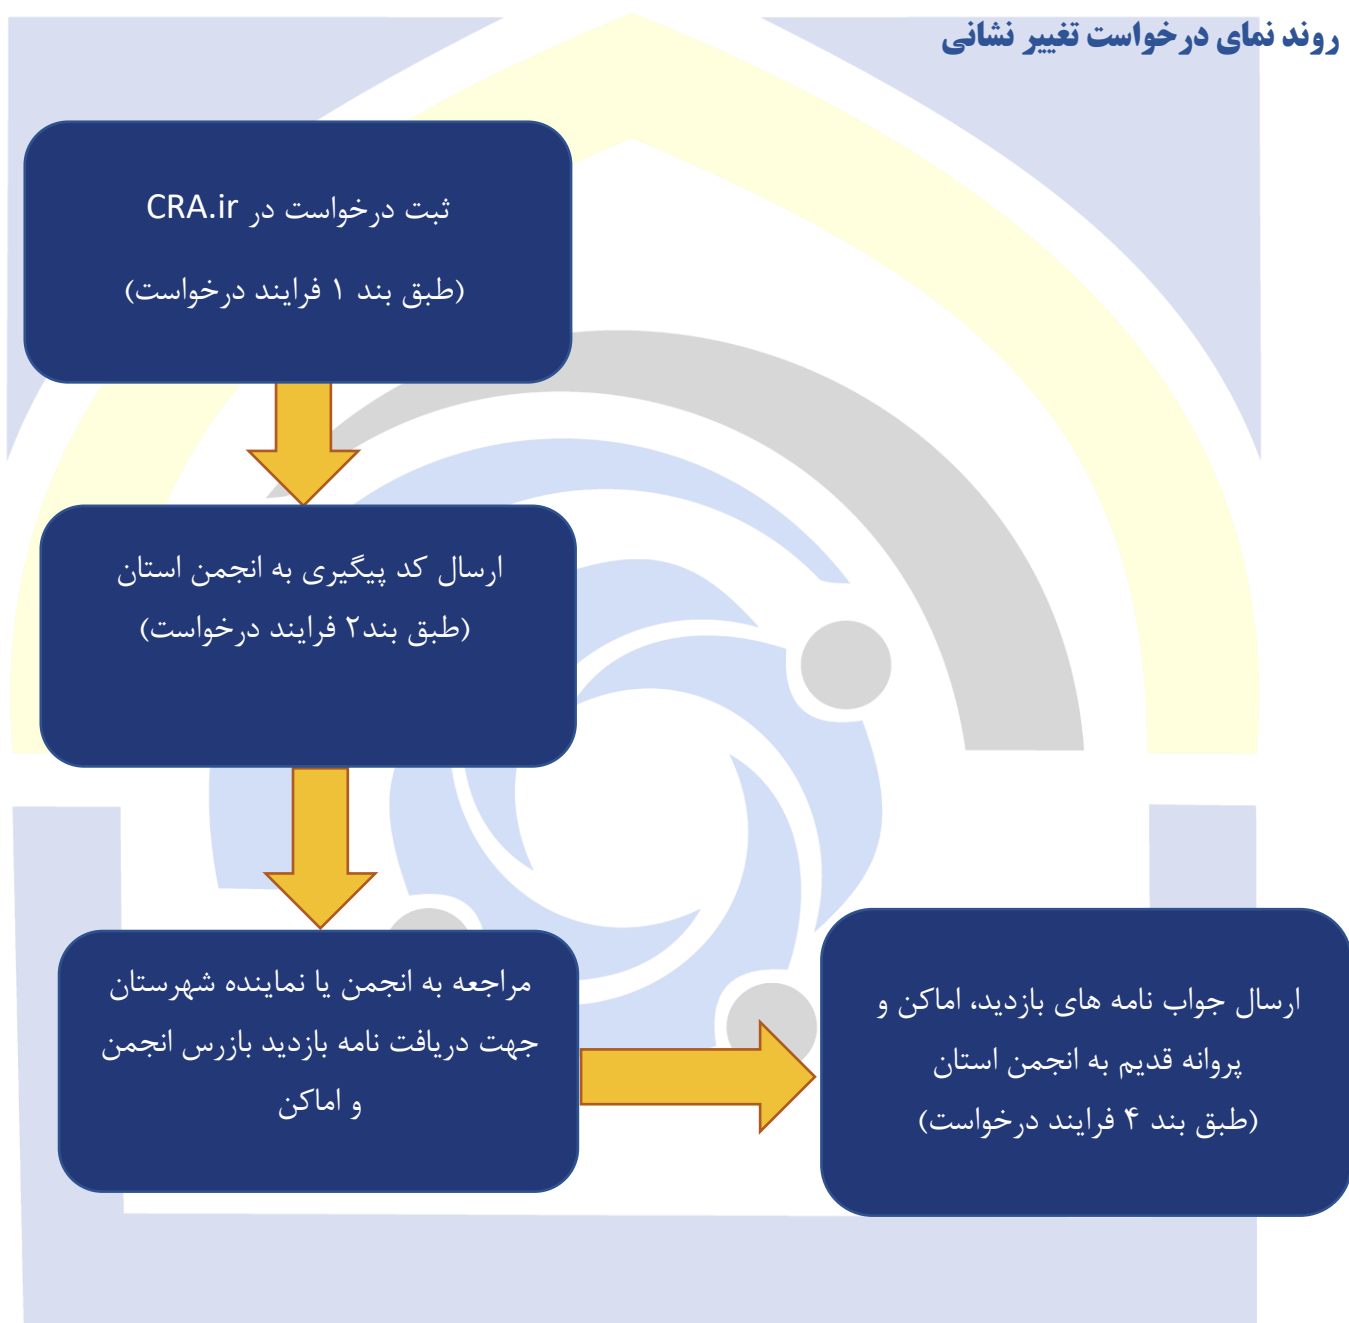 روند نمای درخواست تغییر نشانی
ثبت درخواست در CRA.ir
(طبق بند ۱ فرایند درخواست)
ارسال کد پیگیری به انجمن استان
(طبق بند۲ فرایند درخواست)
مراجعه به انجمن یا نماینده شهرستان
جهت دریافت نامه بازدید بازرس انجمن
و اماکن
ارسال جواب نامه های بازدید، اماکن و
پروانه قدیم به انجمن استان
(طبق بند ۴ فرایند درخواست)